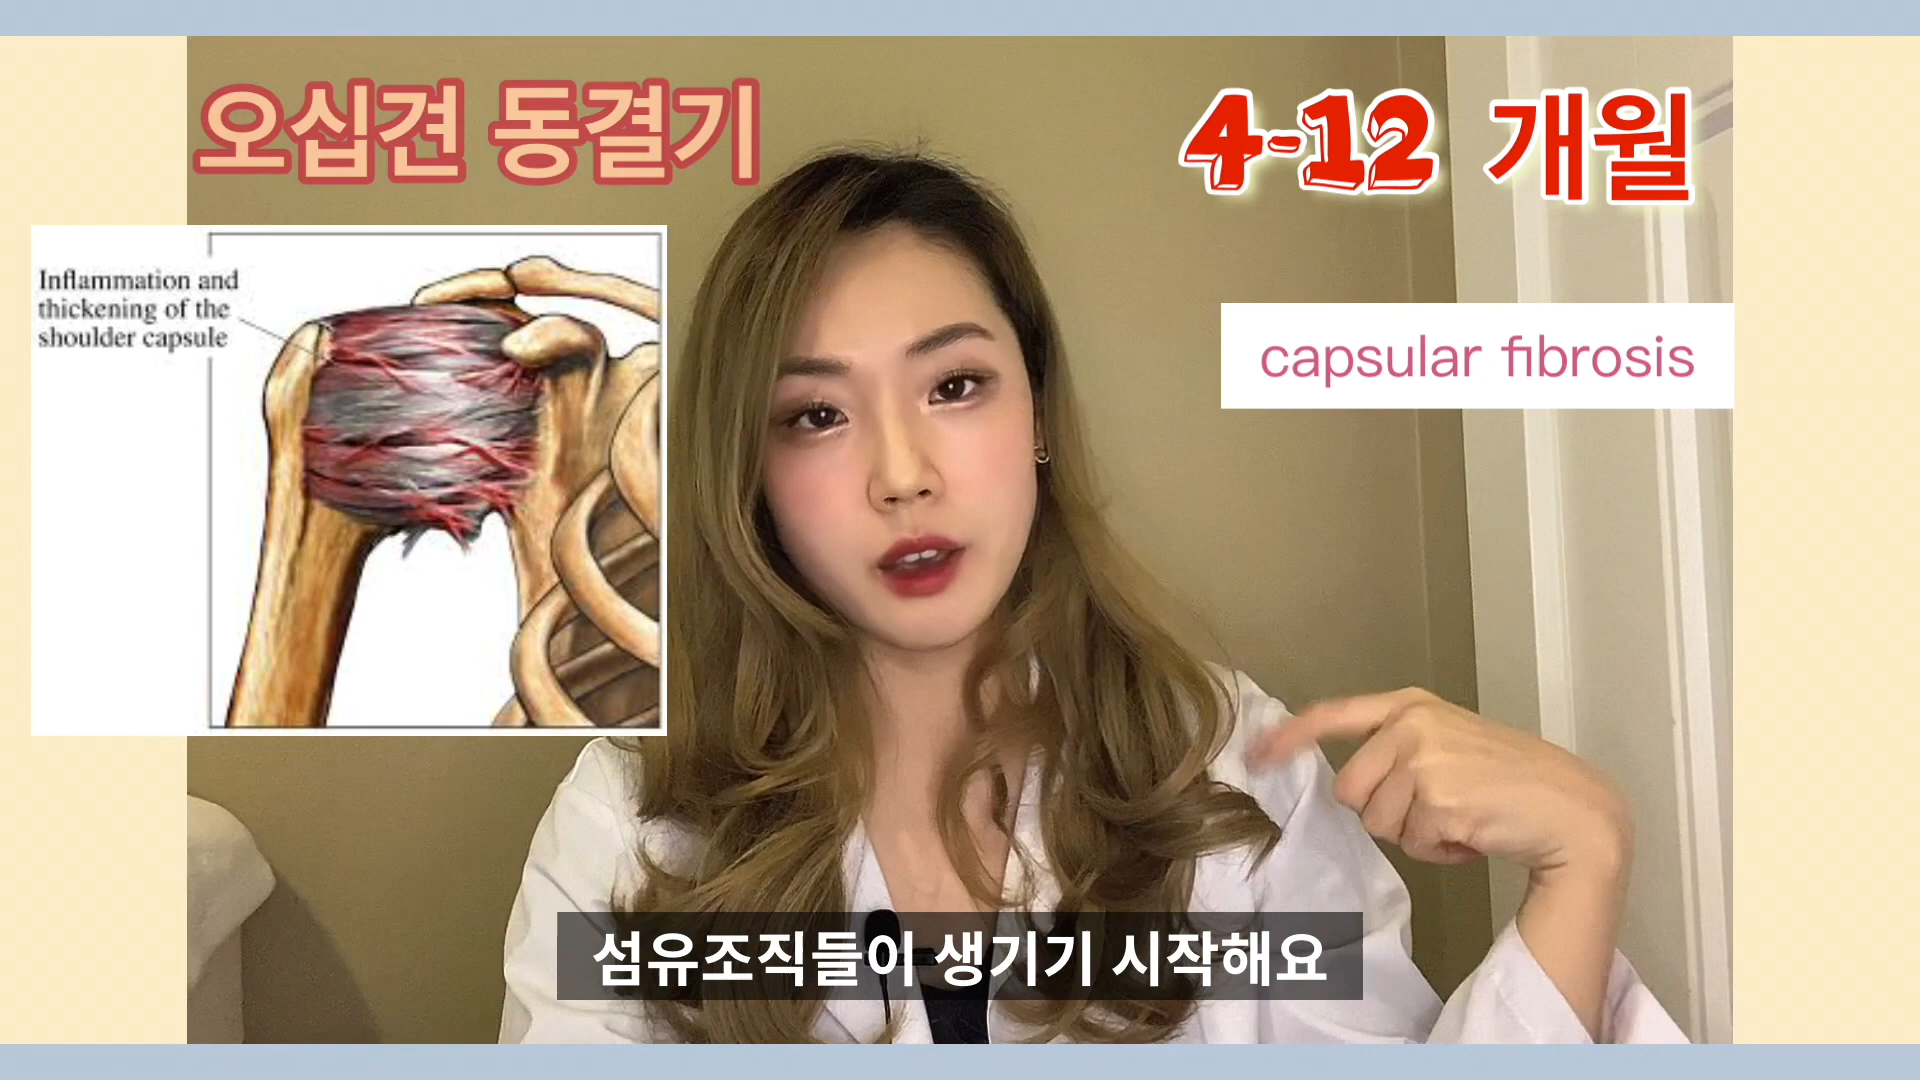 오십견 동결기
4-12 개월
Inflammation and
thickening of the
shoulder capsule
capsular fibrosis
섬유조직들이 생기기 시작해요